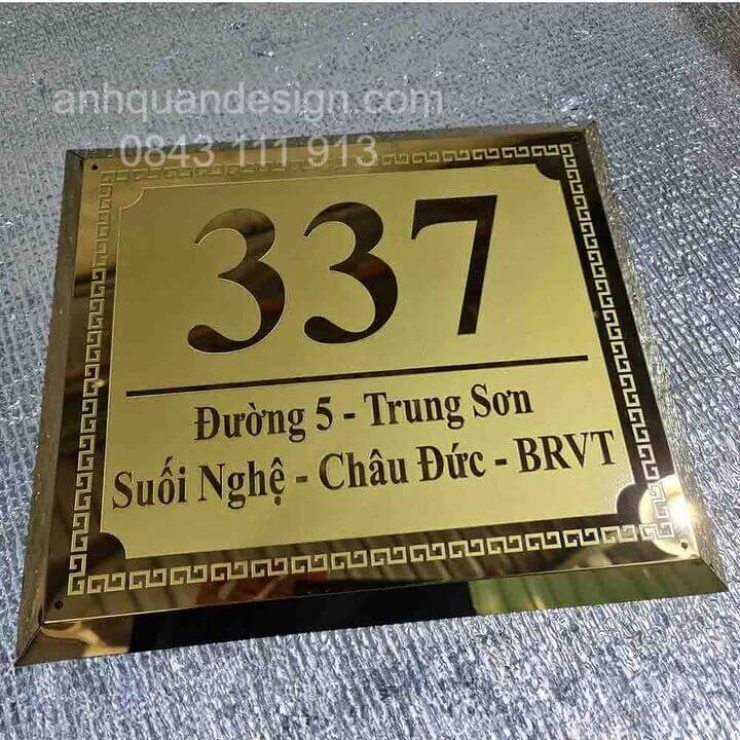 anhquandesign.com
0843 111 913
337
Đường 5 - Trung Sơn
Suối Nghệ - Châu Đức - BRVT